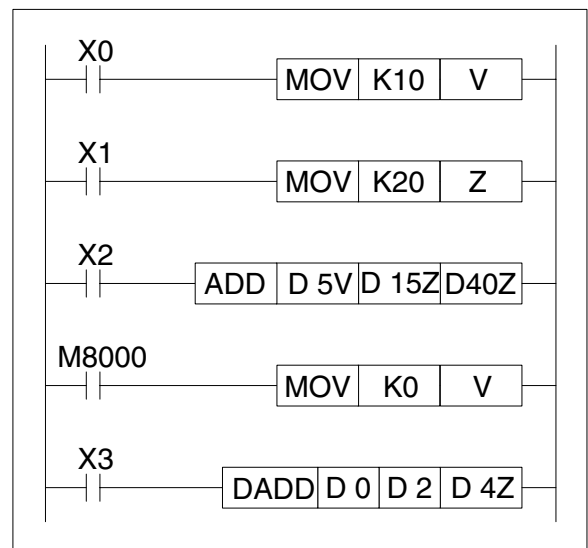 X0
MOV K10 V
X1
MOV K20 Z
X2
ADD D 5V D 15Z D40Z
M8000
MOV K0 V
X3
DADD D 0 D 2 D 4Z